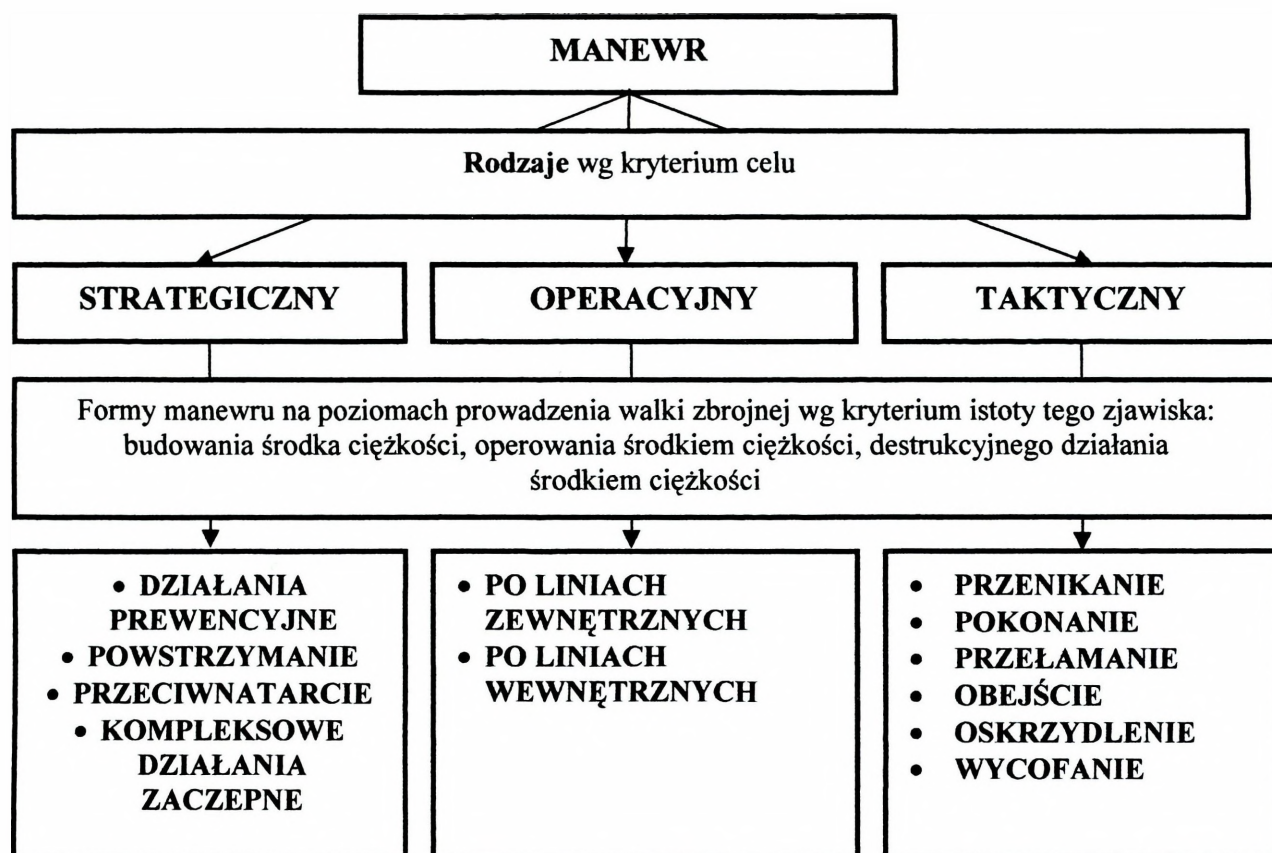 MANEWR
Rodzaje wg kryterium celu
STRATEGICZNY
OPERACYJNY
TAKTYCZNY
Formy manewru na poziomach prowadzenia walki zbrojnej wg kryterium istoty tego zjawiska:
budowania środka ciężkości, operowania środkiem ciężkości, destrukcyjnego działania
środkiem ciężkości
• DZIAŁANIA
PREWENCYJNE
• POWSTRZYMANIE
• PRZECIWNATARCIE
• KOMPLEKSOWE
DZIAŁANIA
ZACZEPNE
• PO LINIACH
ZEWNĘTRZNYCH
• PO LINIACH
WEWNĘTRZNYCH
• PRZENIKANIE
• POKONANIE
• PRZEŁAMANIE
• OBEJŚCIE
• OSKRZYDLENIE
• WYCOFANIE